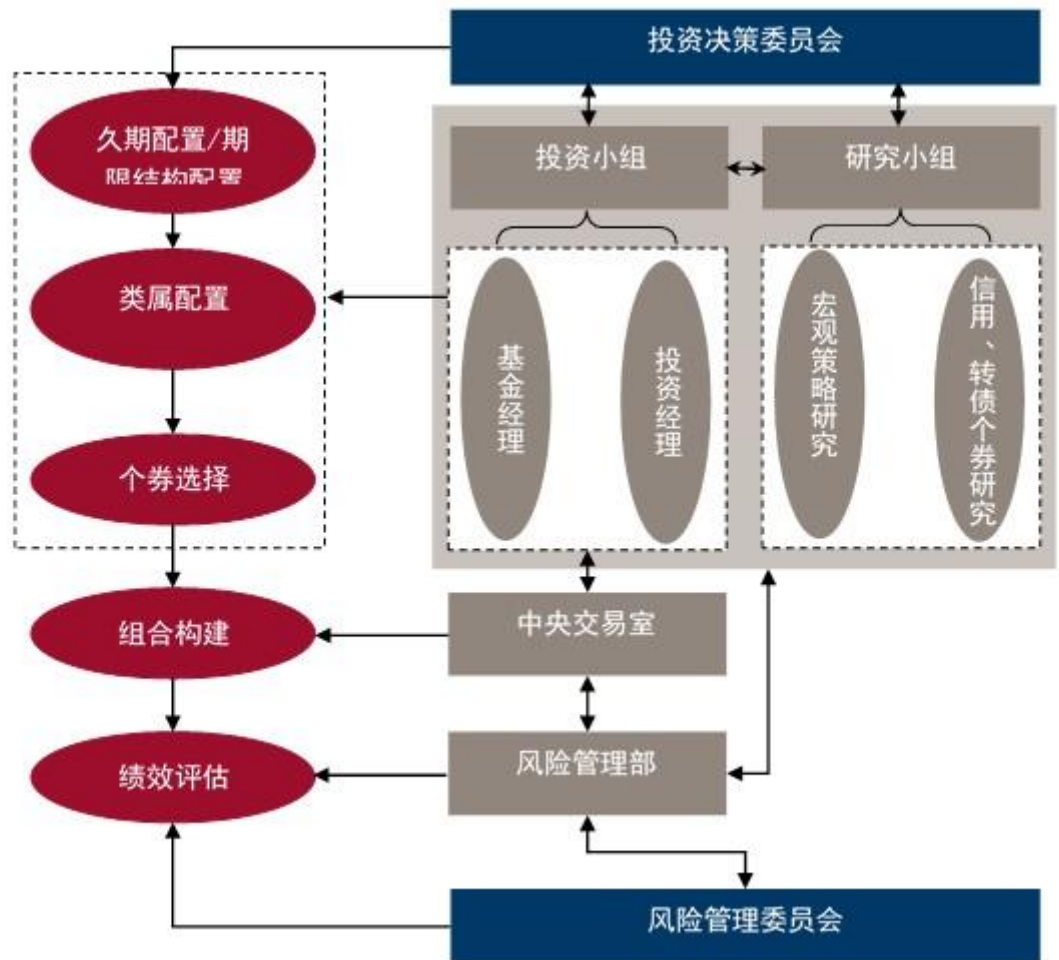 投资决策委员会
久期配置/期
限结构配置
投资小组
研究小组
类属配置
基金经理
投资经理
宏观策略研究
信用、转债个券研究
个券选择
组合构建
中央交易室
绩效评估
风险管理部
风险管理委员会